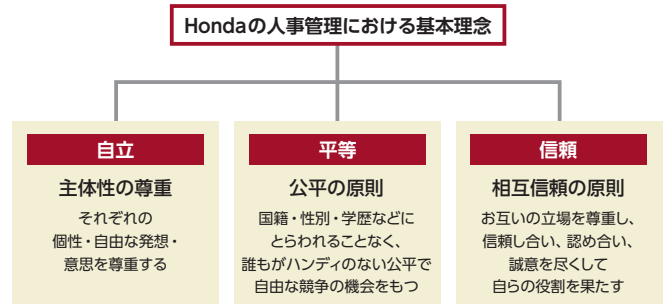 Hondaの人事管理における基本理念
自立
主体性の尊重
それぞれの
個性・自由な発想・
意思を尊重する
平等
公平の原則
国籍・性別・学歴などに
とらわれることなく、
誰もがハンディのない公平で
自由な競争の機会をもつ
信頼
相互信頼の原則
お互いの立場を尊重し、
信頼し合い、認め合い、
誠意を尽くして
自らの役割を果たす